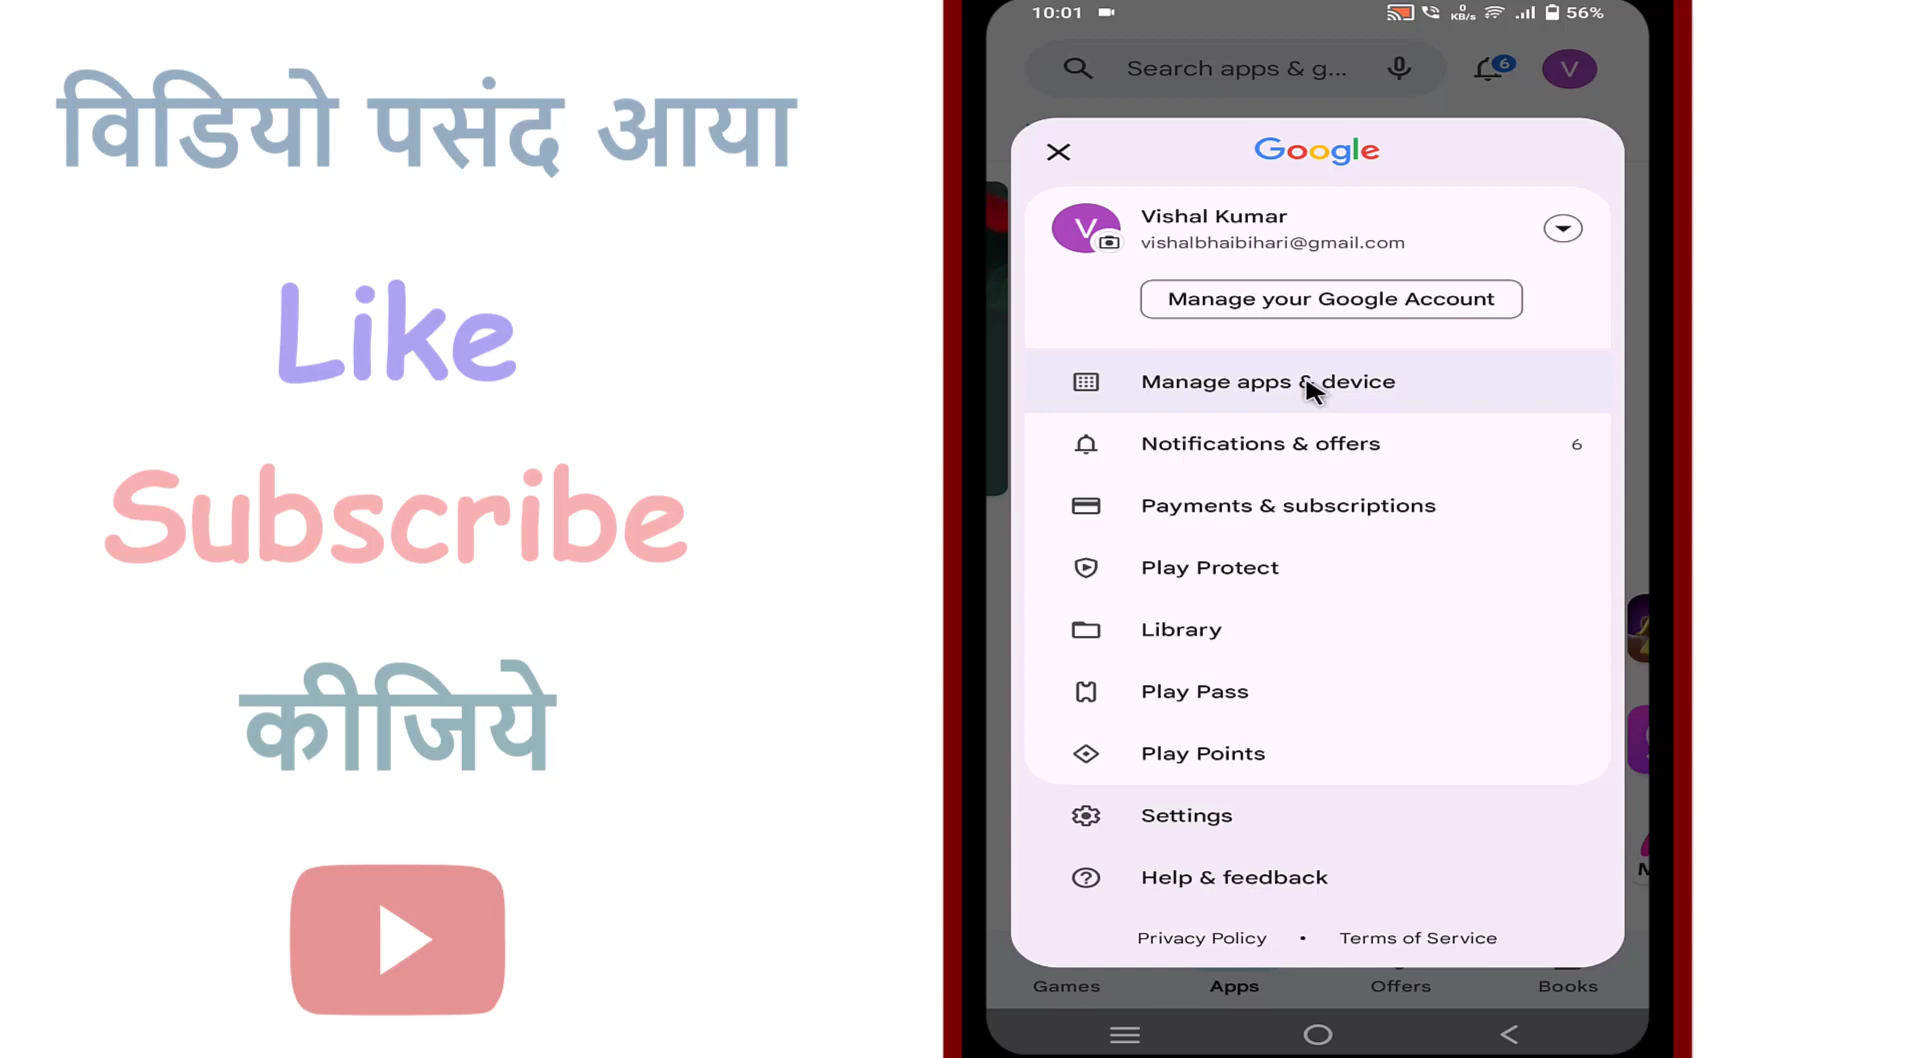 विडियो पसंद आया
Like
Subscribe
कीजिये
10:01
0 KB/s
56%
Search apps & g...
6
V
Google
V
Vishal Kumar
vishalbhaibihari@gmail.com
Manage your Google Account
Manage apps & device
Notifications & offers 6
Payments & subscriptions
Play Protect
Library
Play Pass
Play Points
Settings
Help & feedback
Privacy Policy • Terms of Service
Games Apps Offers Books